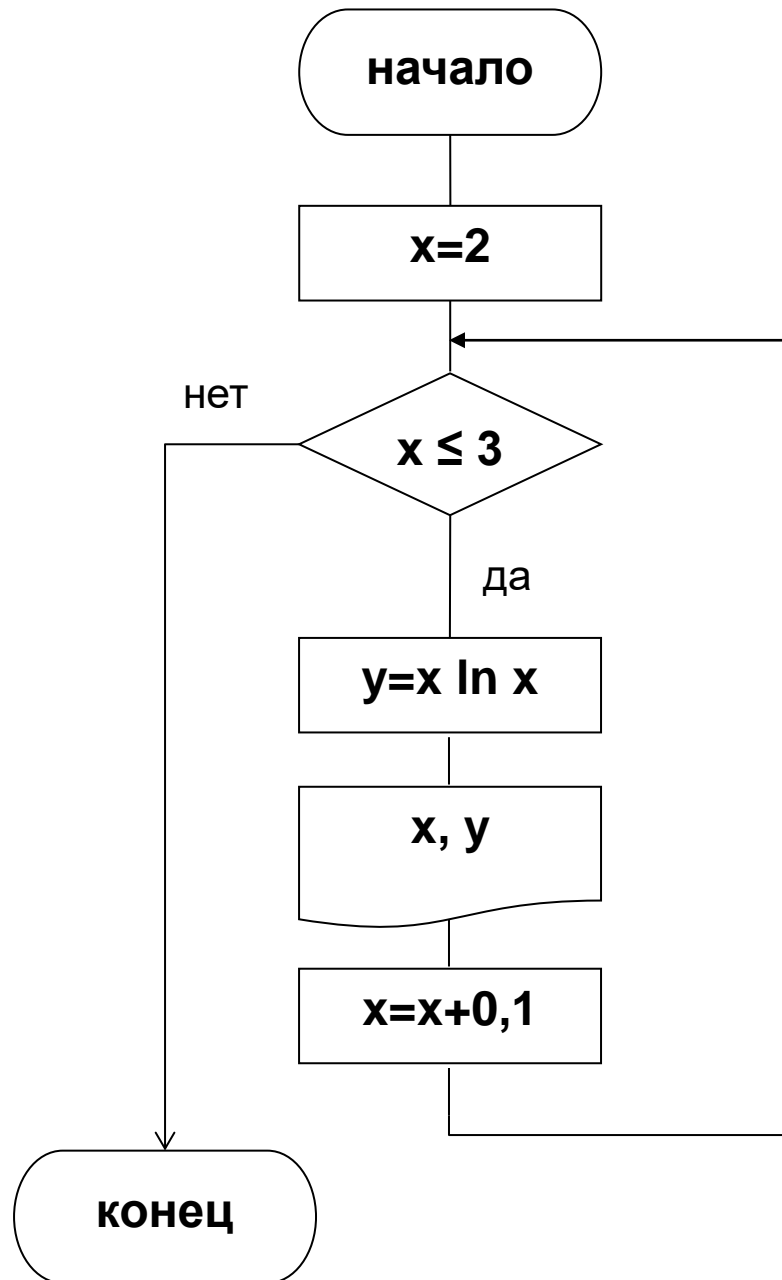 начало
x=2
нет
x ≤ 3
да
y=x ln x
x, y
x=x+0,1
конец